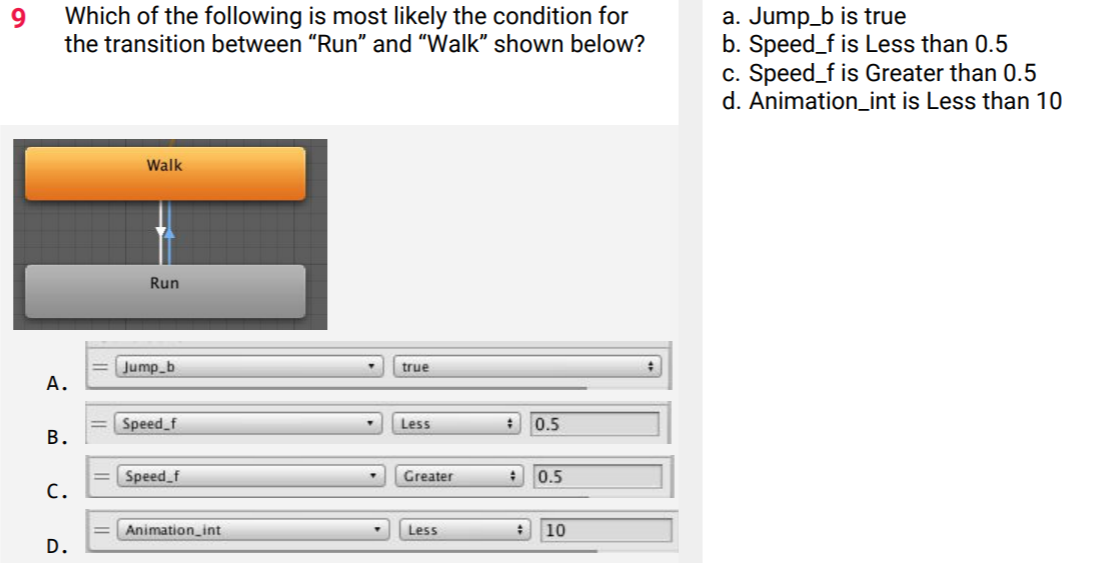 9 Which of the following is most likely the condition for
the transition between “Run” and “Walk” shown below?
a. Jump_b is true
b. Speed_f is Less than 0.5
c. Speed_f is Greater than 0.5
d. Animation_int is Less than 10
Walk
Run
A. = Jump_b true
B. = Speed_f Less 0.5
C. = Speed_f Greater 0.5
D. = Animation_int Less 10